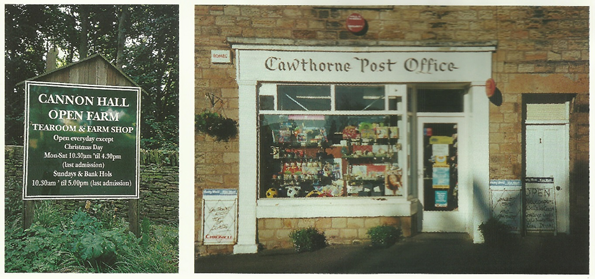 CANNON HALL
OPEN FARM
TEAROOM & FARM SHOP
Open everyday except
Christmas Day
Mon-Sat 10.30am 'til 4.30pm
(last admission)
Sundays & Bank Hols
10.30am 'til 5.00pm (last admission)
Cawthorne Post Office
OPEN